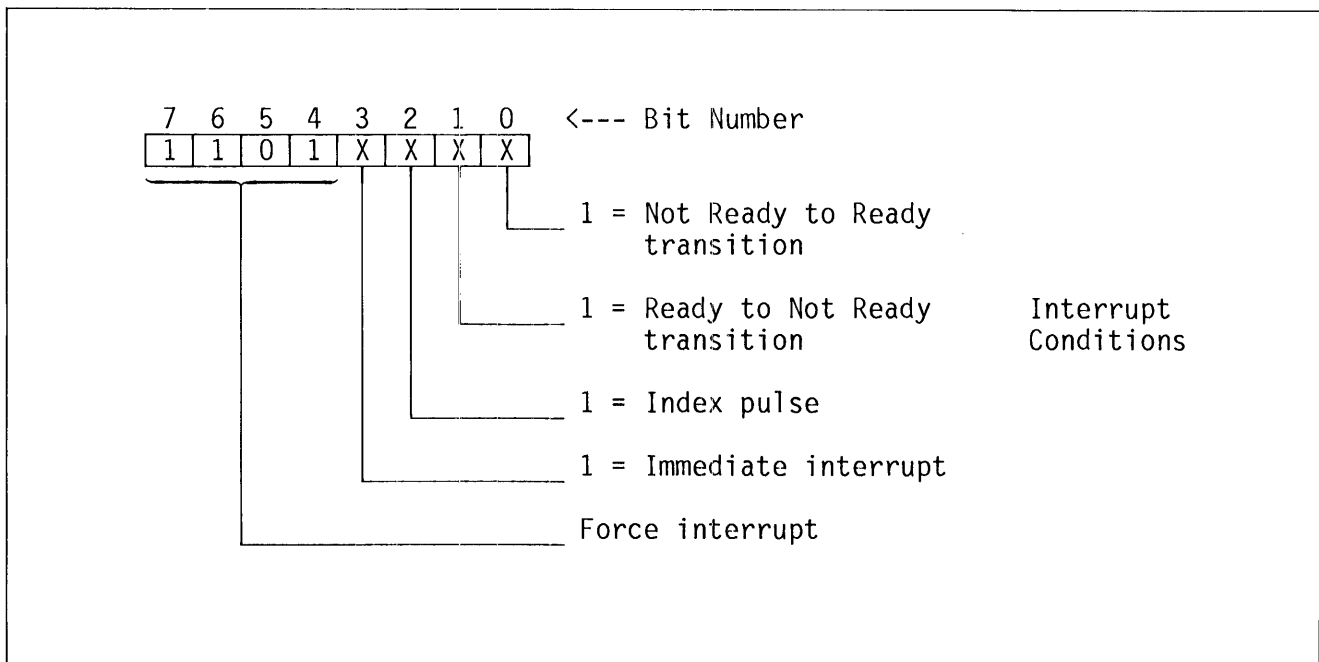 7 6 5 4 3 2 1 0 <--- Bit Number
1 1 0 1 X X X X
1 = Not Ready to Ready
transition
1 = Ready to Not Ready
transition
Interrupt
Conditions
1 = Index pulse
1 = Immediate interrupt
Force interrupt